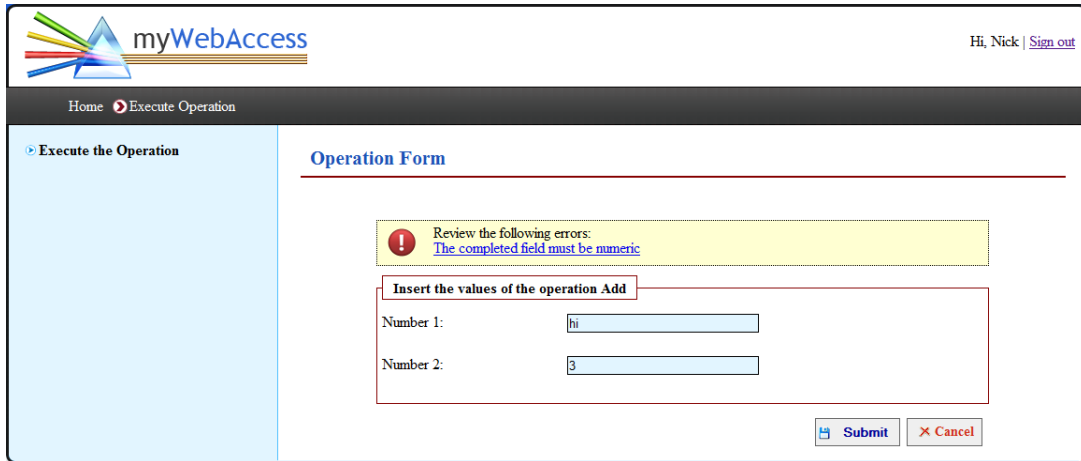 myWebAccess
Hi, Nick | Sign out
Home Execute Operation
Execute the Operation
Operation Form
Review the following errors:
The completed field must be numeric
Insert the values of the operation Add
Number 1: hi
Number 2: 3
Submit Cancel